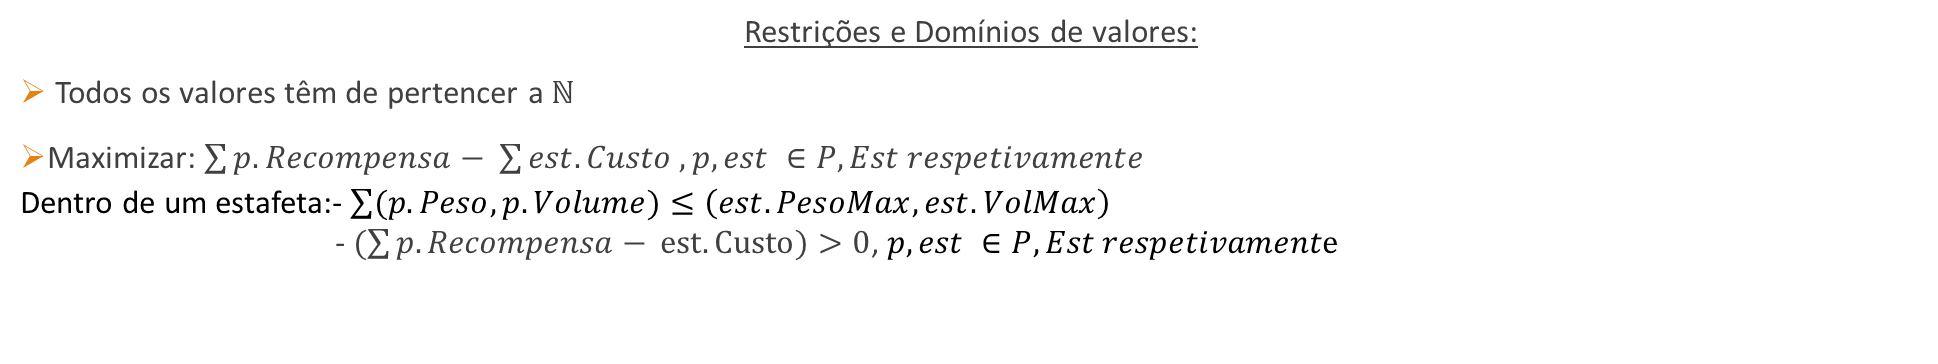 Restrições e Domínios de valores:
➢ Todos os valores têm de pertencer a ℕ
➢Maximizar: ∑ p. Recompensa − ∑ est. Custo , p, est ∈ P, Est respetivamente
Dentro de um estafeta:- ∑(p. Peso, p. Volume) ≤ (est. PesoMax, est. VolMax)
- (∑ p. Recompensa − est. Custo) > 0, p, est ∈ P, Est respetivamente